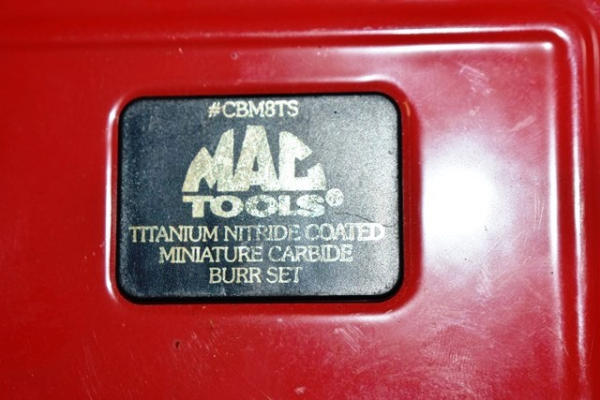 #CBM8TS
MAC
TOOLS®
TITANIUM NITRIDE COATED
MINIATURE CARBIDE
BURR SET